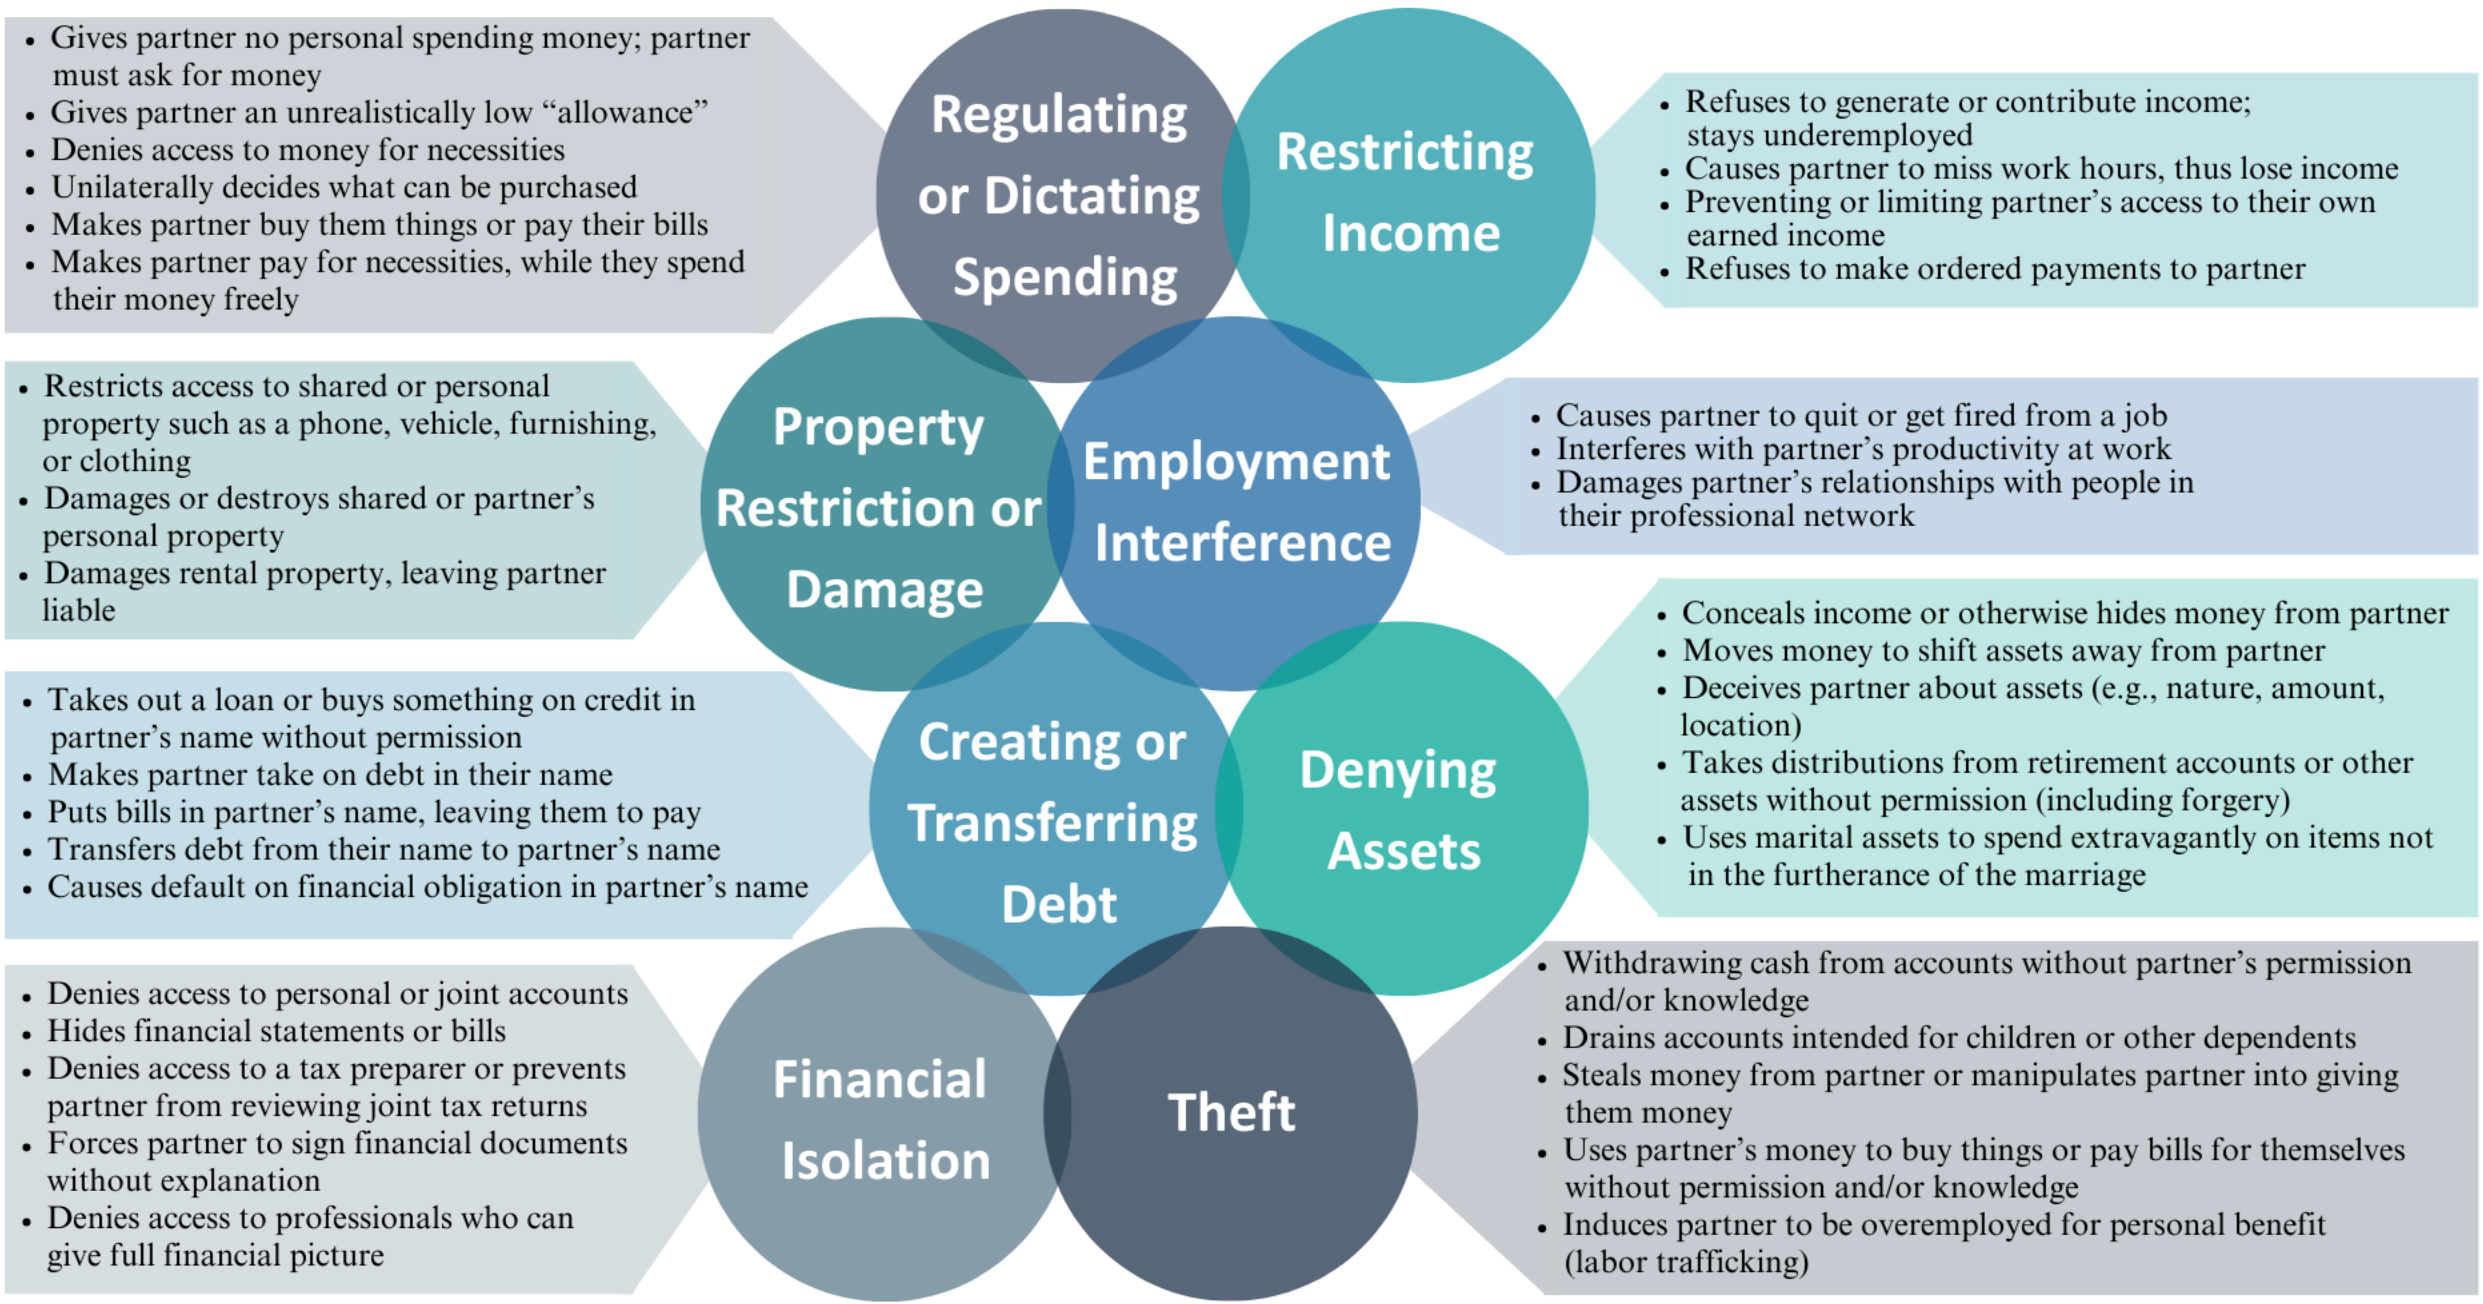 • Gives partner no personal spending money; partner
must ask for money
• Gives partner an unrealistically low “allowance”
• Denies access to money for necessities
• Unilaterally decides what can be purchased
• Makes partner buy them things or pay their bills
• Makes partner pay for necessities, while they spend
their money freely
Regulating
or Dictating
Spending
Restricting
Income
• Refuses to generate or contribute income;
stays underemployed
• Causes partner to miss work hours, thus lose income
• Preventing or limiting partner’s access to their own
earned income
• Refuses to make ordered payments to partner
• Restricts access to shared or personal
property such as a phone, vehicle, furnishing,
or clothing
• Damages or destroys shared or partner’s
personal property
• Damages rental property, leaving partner
liable
Property
Restriction or
Damage
Employment
Interference
• Causes partner to quit or get fired from a job
• Interferes with partner’s productivity at work
• Damages partner’s relationships with people in
their professional network
• Takes out a loan or buys something on credit in
partner’s name without permission
• Makes partner take on debt in their name
• Puts bills in partner’s name, leaving them to pay
• Transfers debt from their name to partner’s name
• Causes default on financial obligation in partner’s name
Creating or
Transferring
Debt
Denying
Assets
• Conceals income or otherwise hides money from partner
• Moves money to shift assets away from partner
• Deceives partner about assets (e.g., nature, amount,
location)
• Takes distributions from retirement accounts or other
assets without permission (including forgery)
• Uses marital assets to spend extravagantly on items not
in the furtherance of the marriage
• Denies access to personal or joint accounts
• Hides financial statements or bills
• Denies access to a tax preparer or prevents
partner from reviewing joint tax returns
• Forces partner to sign financial documents
without explanation
• Denies access to professionals who can
give full financial picture
Financial
Isolation
Theft
• Withdrawing cash from accounts without partner’s permission
and/or knowledge
• Drains accounts intended for children or other dependents
• Steals money from partner or manipulates partner into giving
them money
• Uses partner’s money to buy things or pay bills for themselves
without permission and/or knowledge
• Induces partner to be overemployed for personal benefit
(labor trafficking)